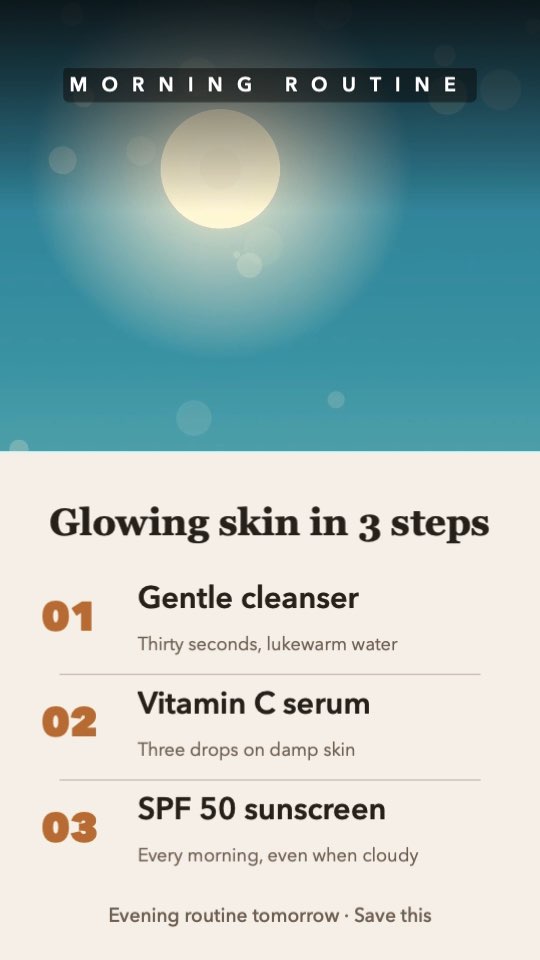 MORNING ROUTINE
Glowing skin in 3 steps
01
Gentle cleanser
Thirty seconds, lukewarm water
02
Vitamin C serum
Three drops on damp skin
03
SPF 50 sunscreen
Every morning, even when cloudy
Evening routine tomorrow · Save this